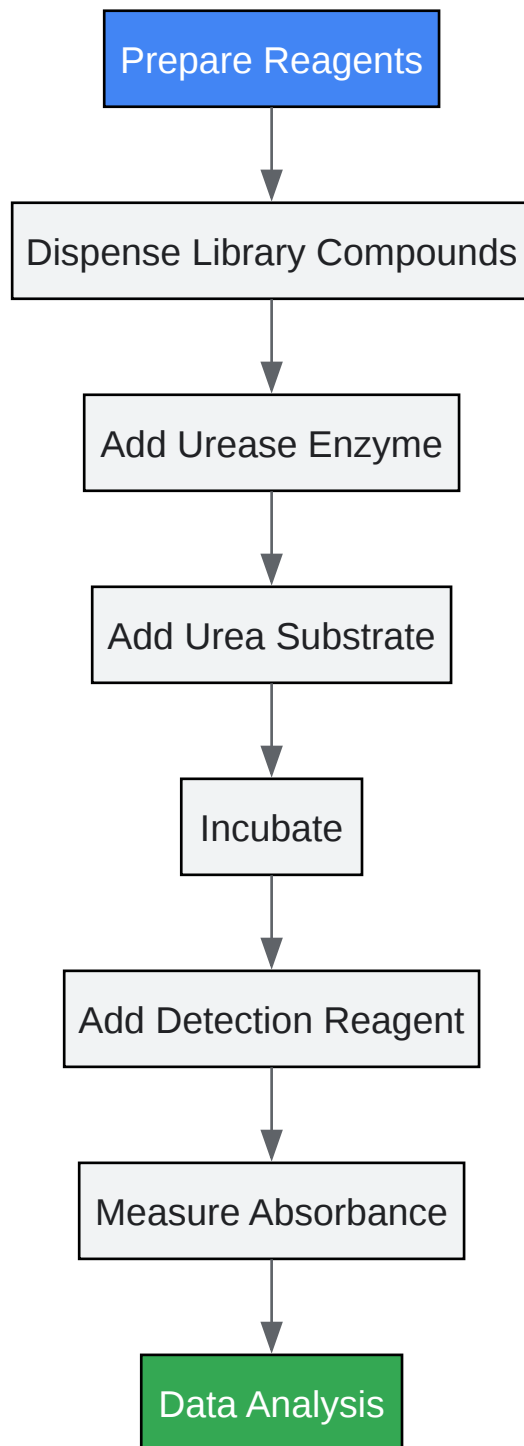 Prepare Reagents
Dispense Library Compounds
Add Urease Enzyme
Add Urea Substrate
Incubate
Add Detection Reagent
Measure Absorbance
Data Analysis